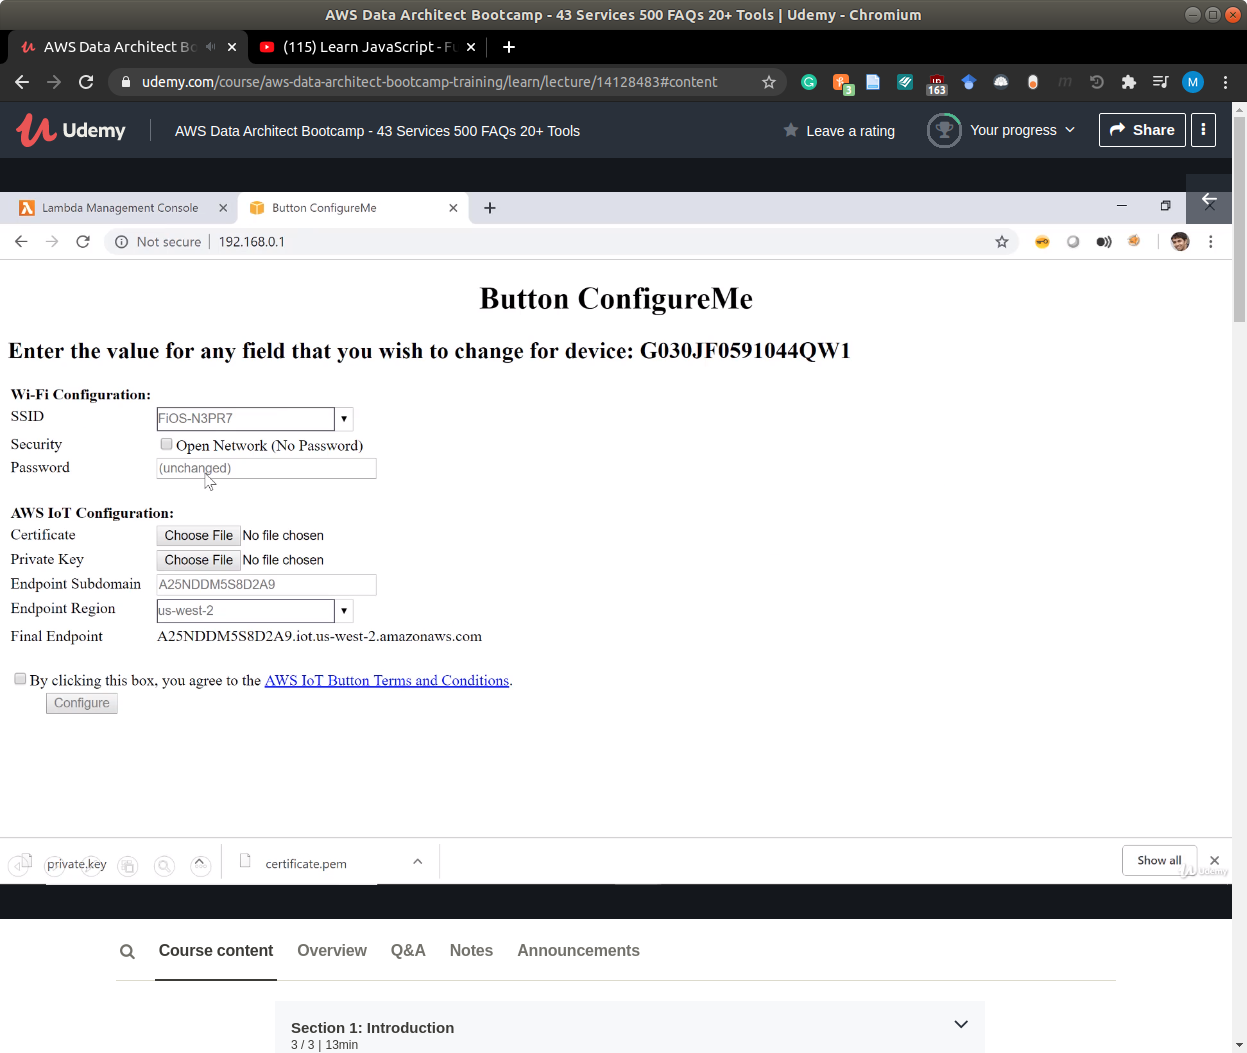 AWS Data Architect Bootcamp - 43 Services 500 FAQs 20+ Tools | Udemy - Chromium
AWS Data Architect Bo
(115) Learn JavaScript - Fu
udemy.com/course/aws-data-architect-bootcamp-training/learn/lecture/14128483#content
3
163
M
Udemy
AWS Data Architect Bootcamp - 43 Services 500 FAQs 20+ Tools
Leave a rating
Your progress
Share
Lambda Management Console
Button ConfigureMe
Not secure | 192.168.0.1
Button ConfigureMe
Enter the value for any field that you wish to change for device: G030JF0591044QW1
Wi-Fi Configuration:
SSID FiOS-N3PR7
Security Open Network (No Password)
Password (unchanged)
AWS IoT Configuration:
Certificate Choose File No file chosen
Private Key Choose File No file chosen
Endpoint Subdomain A25NDDM5S8D2A9
Endpoint Region us-west-2
Final Endpoint A25NDDM5S8D2A9.iot.us-west-2.amazonaws.com
By clicking this box, you agree to the AWS IoT Button Terms and Conditions.
Configure
private.key
certificate.pem
Show all
Udemy
Course content Overview Q&A Notes Announcements
Section 1: Introduction
3 / 3 | 13min